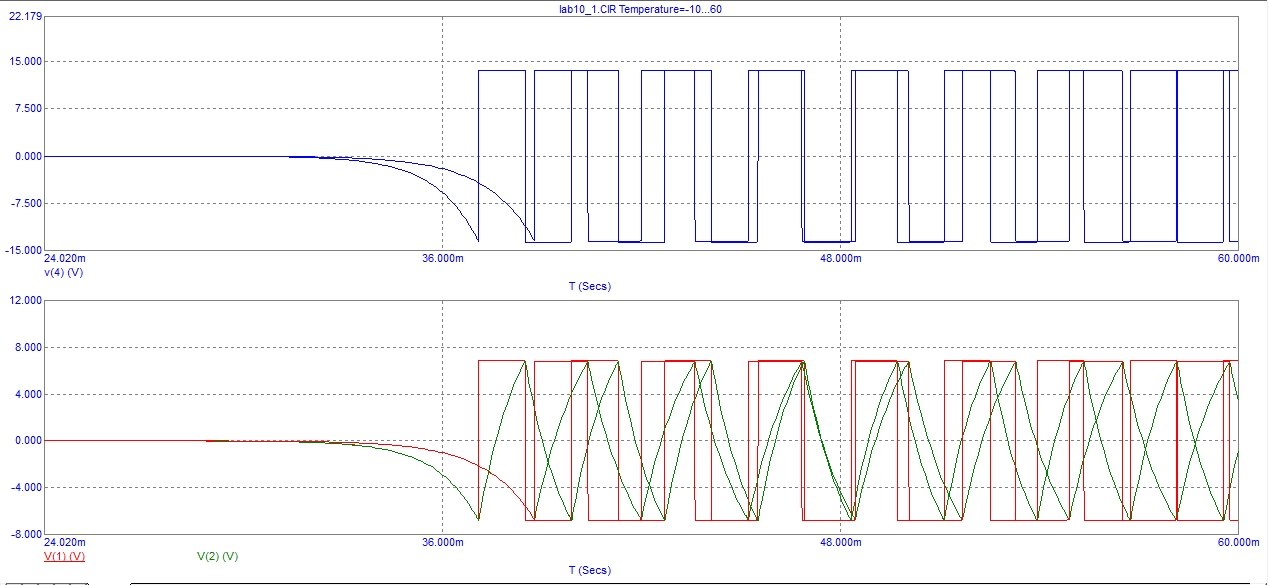 lab10_1.CIR Temperature=-10...60
22.179
15.000
7.500
0.000
-7.500
-15.000
24.020m 36.000m 48.000m 60.000m
v(4) (V)
T (Secs)
12.000
8.000
4.000
0.000
-4.000
-8.000
24.020m 36.000m 48.000m 60.000m
V(1) (V) V(2) (V)
T (Secs)